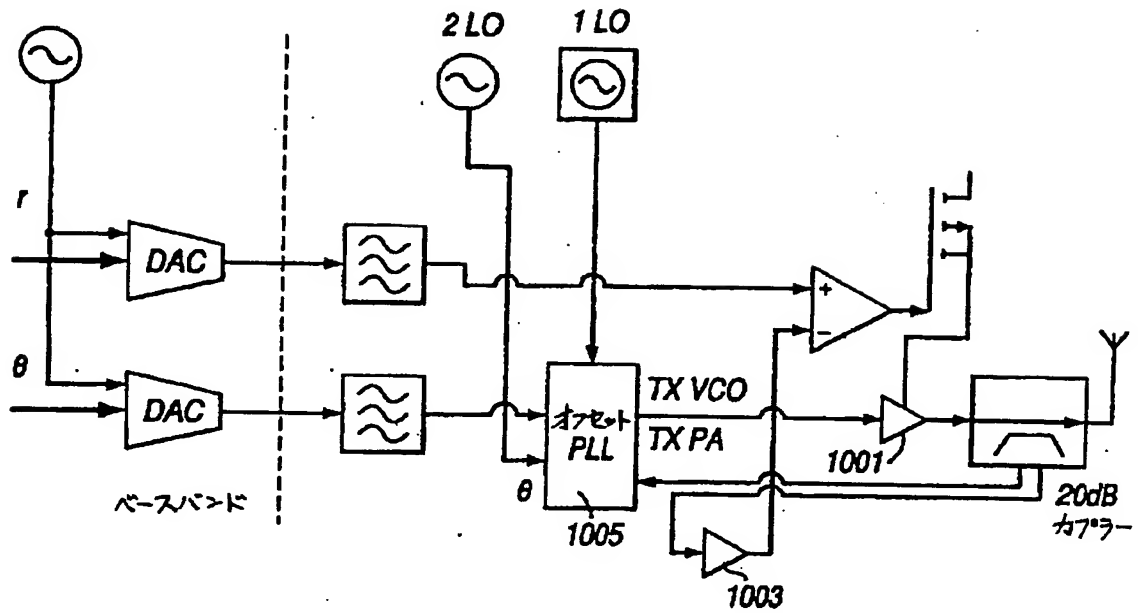 2 LO
1 LO
r
DAC
+
−
θ
DAC
TX VCO
オフセット
TX PA
PLL
1001
θ
20dB
ベースバンド
カプラー
1005
1003